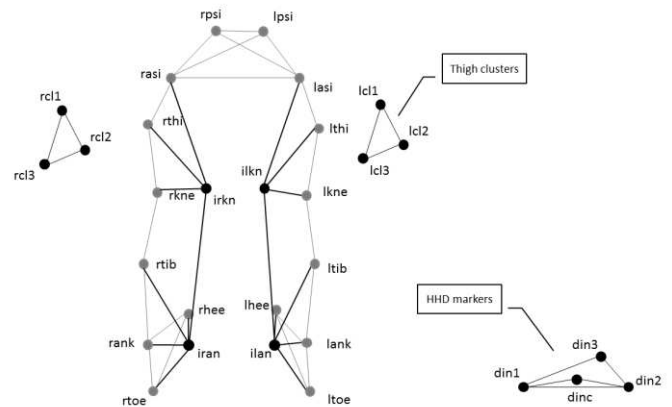 rpsi
lpsi
rasi
lasi
Thigh clusters
rcl1
rcl2
rcl3
rthi
lthi
lcl1
lcl2
lcl3
rkne
irkn
ilkn
lkne
rtib
ltib
rhee
lhee
HHD markers
rank
iran
ilan
lank
din3
din1
dinc
din2
rtoe
ltoe